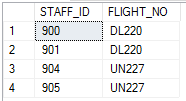 STAFF_ID FLIGHT_NO
1 900 DL220
2 901 DL220
3 904 UN227
4 905 UN227